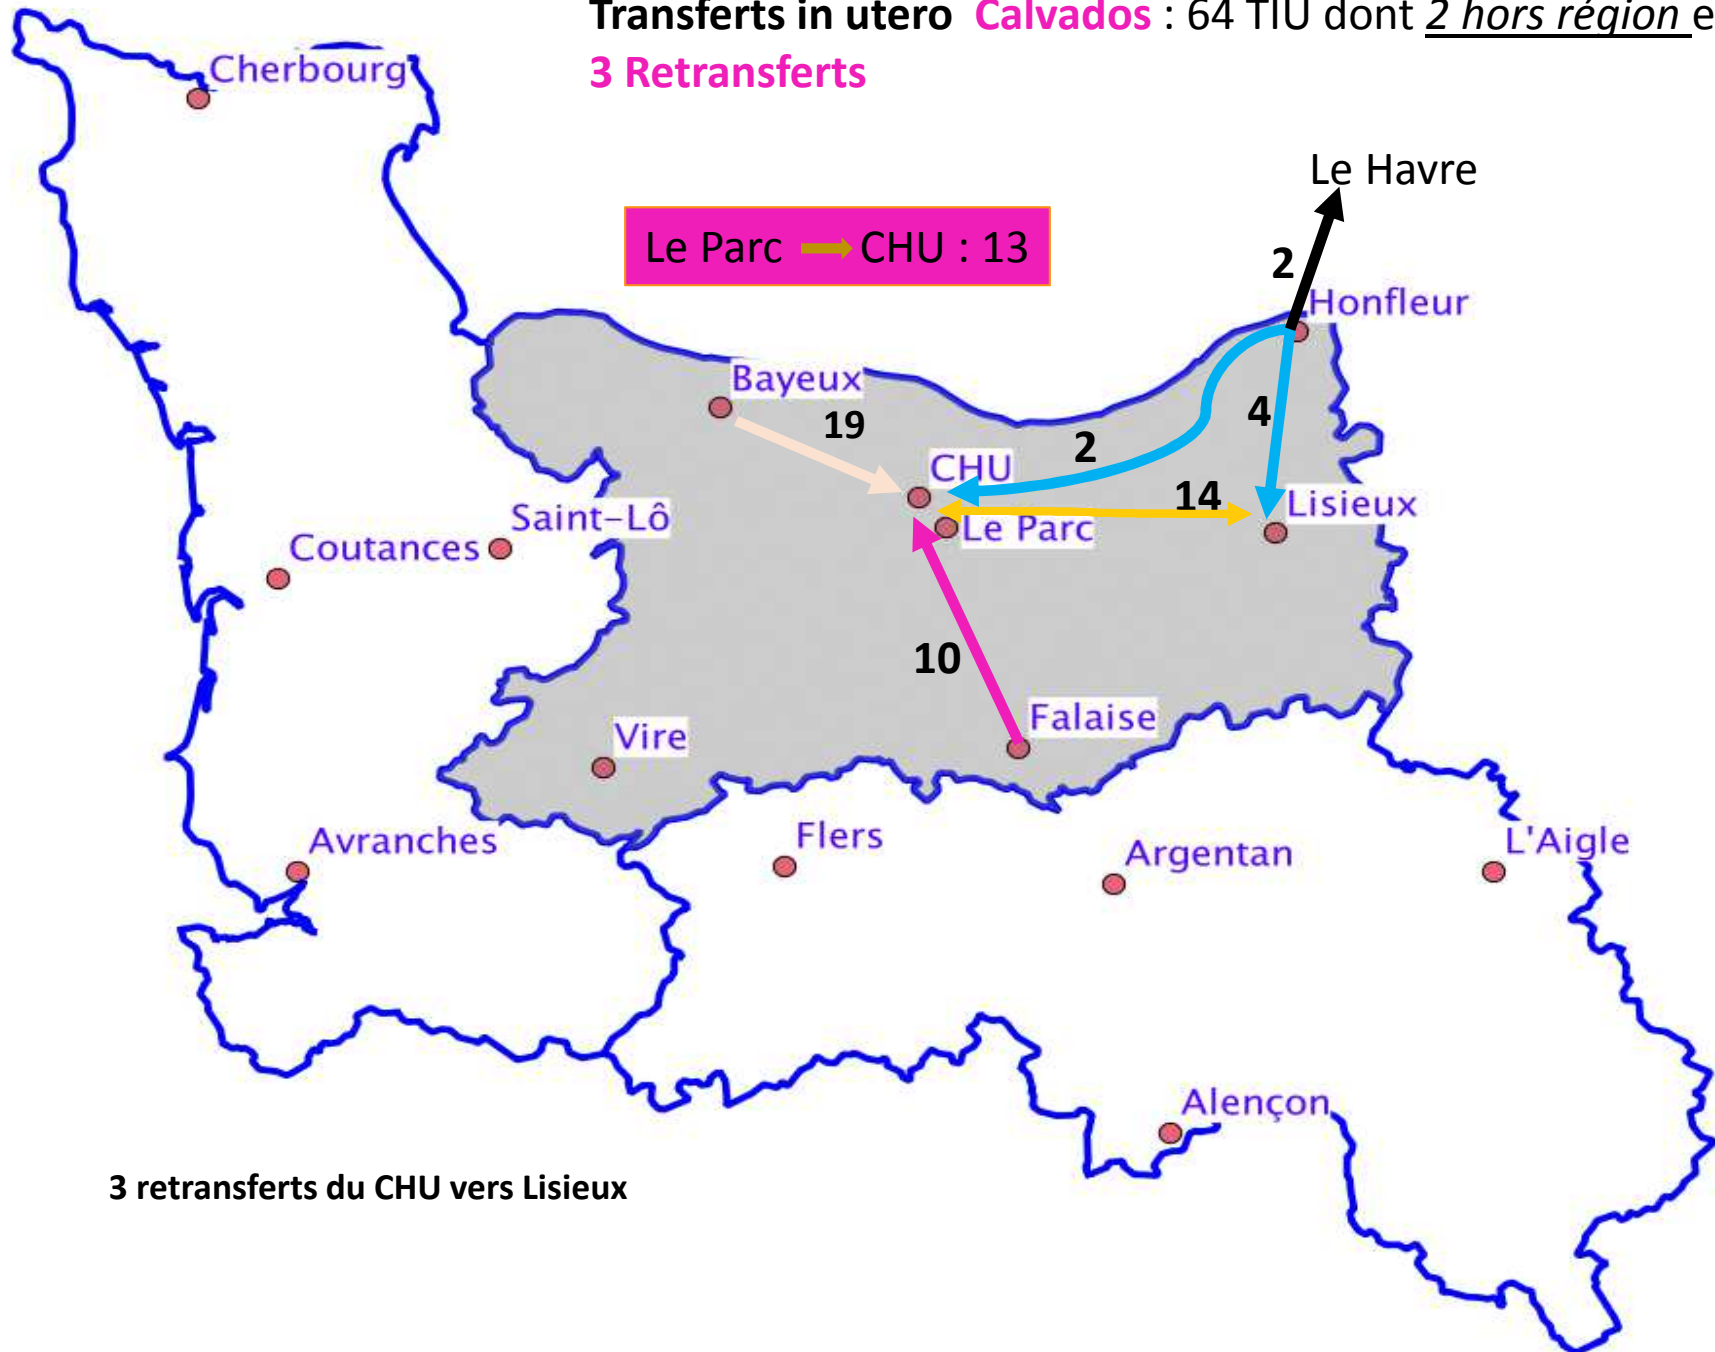 Transferts in utero Calvados : 64 TIU dont 2 hors région e
3 Retransferts
Cherbourg
Le Havre
Le Parc CHU : 13
2
Honfleur
Bayeux
19
4
2
CHU
14
Lisieux
Saint-Lô
Le Parc
Coutances
10
Falaise
Vire
Avranches
Flers
Argentan
L'Aigle
Alençon
3 retransferts du CHU vers Lisieux